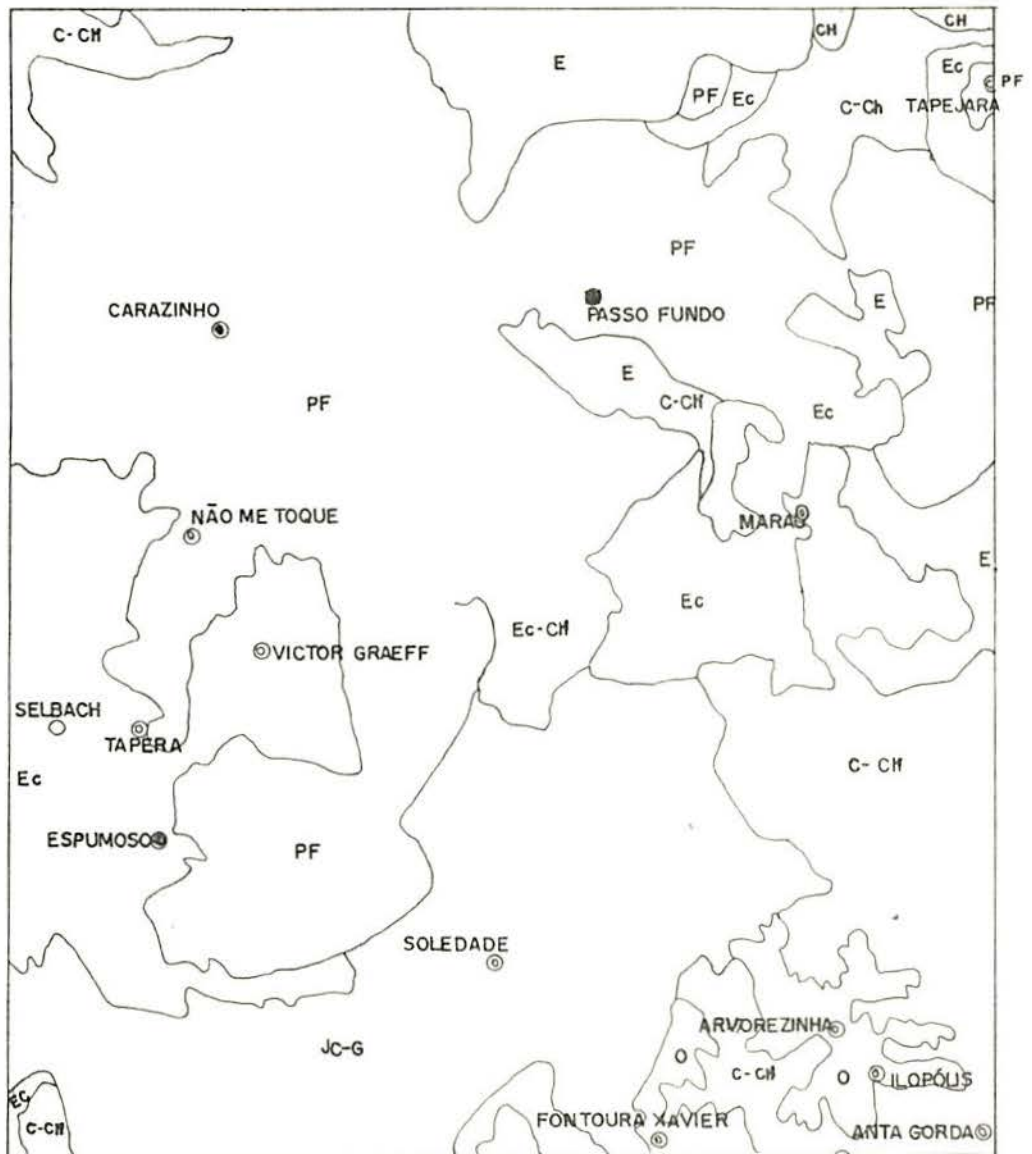 C-CH
E
CH
CH
Ec
PF
PF
Ec
C-Ch
TAPEJARA
PF
CARAZINHO
PASSO FUNDO
E
PF
E
C-CH
PF
Ec
NÃO ME TOQUE
MARAU
E
Ec-CH
Ec
VICTOR GRAEFF
SELBACH
TAPERA
Ec
C-CH
ESPUMOSO
PF
SOLEDADE
ARVOREZINHA
JC-G
O
C-CH
O
ILOPÓLIS
EC
C-CH
FONTOURA XAVIER
ANTA GORDA